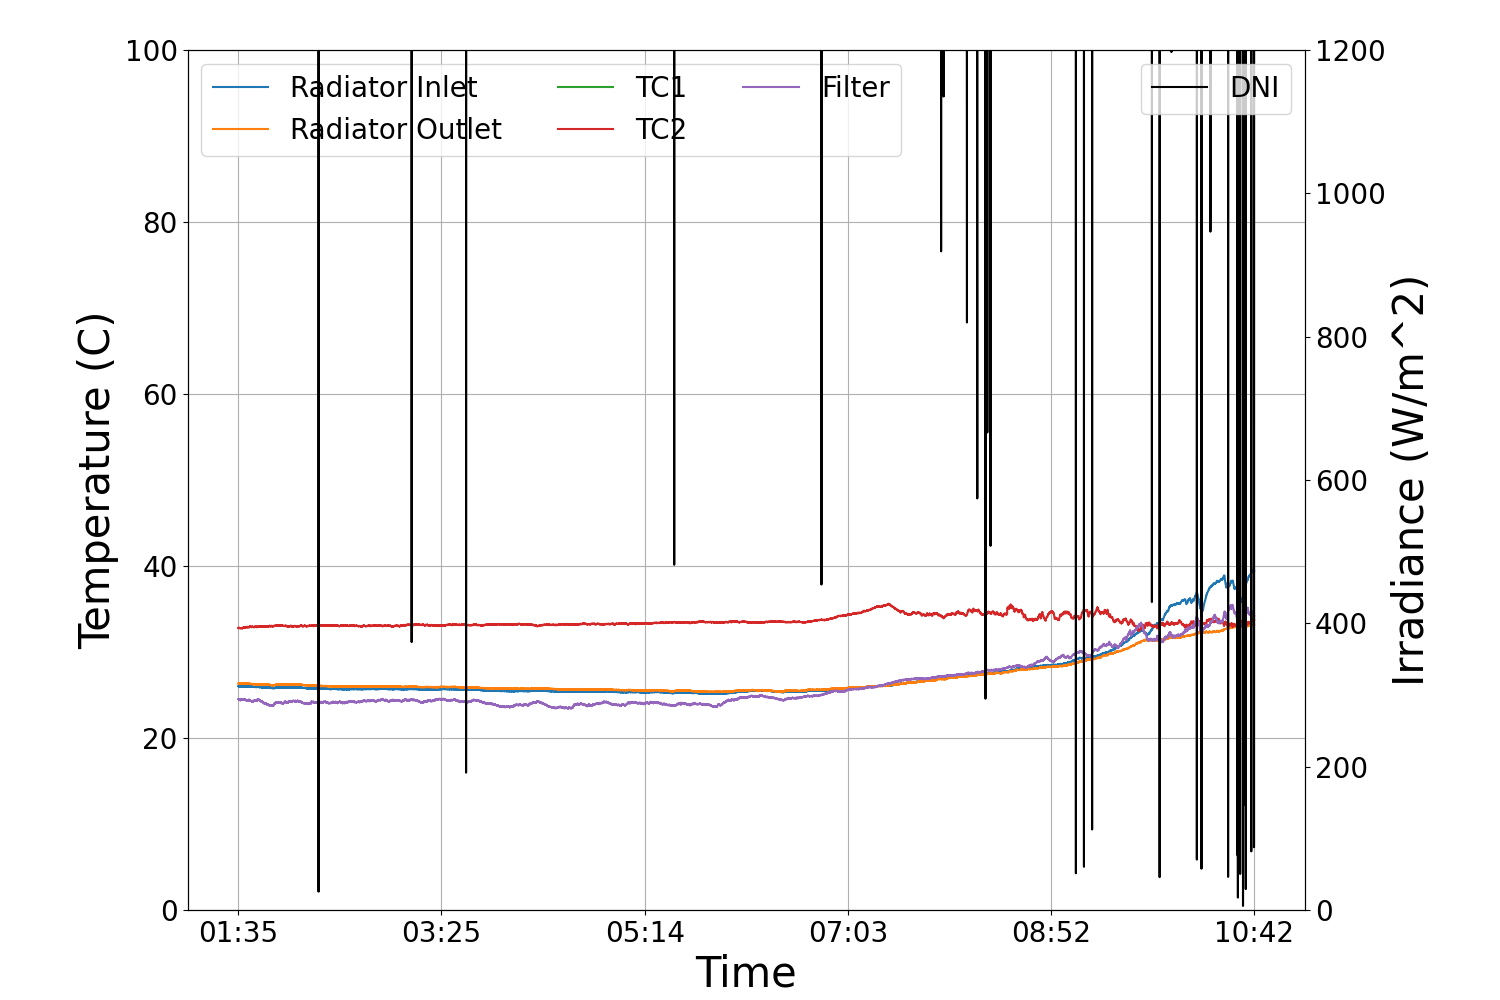 Radiator Inlet
Radiator Outlet
TC1
TC2
Filter
DNI
100
80
60
40
20
0
1200
1000
800
600
400
200
0
Temperature (C)
Irradiance (W/m^2)
01:35 03:25 05:14 07:03 08:52 10:42
Time